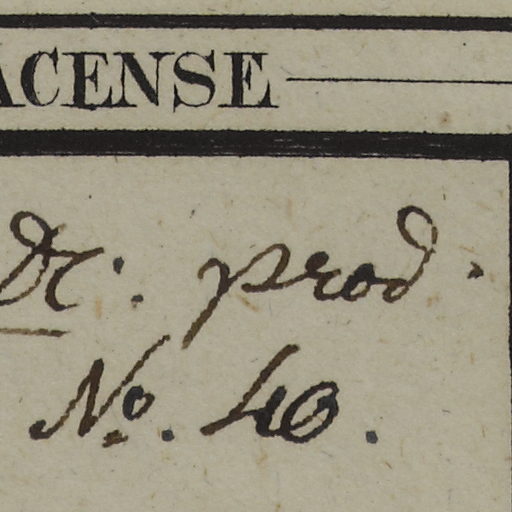 ACENSE
DC: prod.
No. 40.